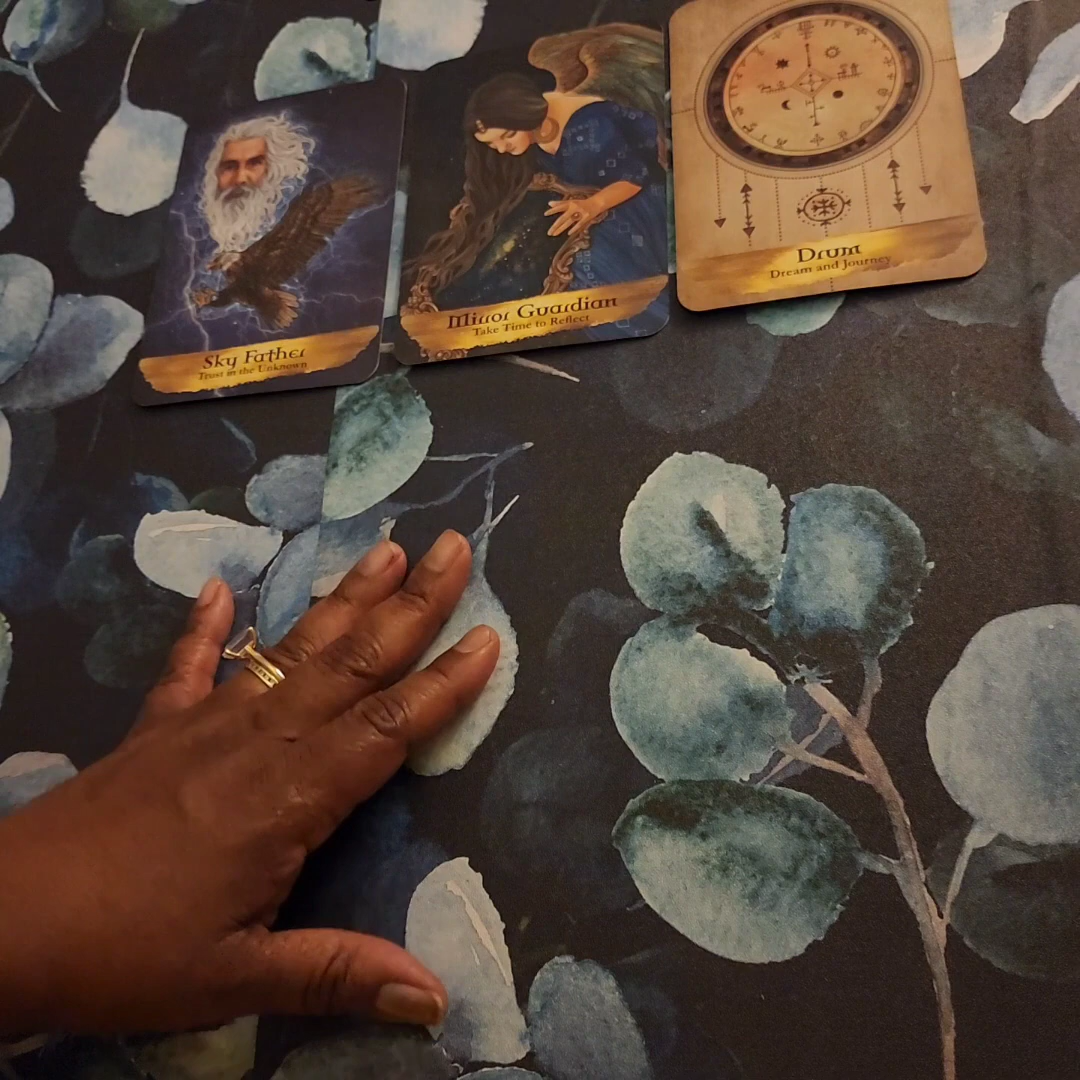 Sky Father
Trust in the Unknown
Mirror Guardian
Take Time to Reflect
Drum
Dream and Journey